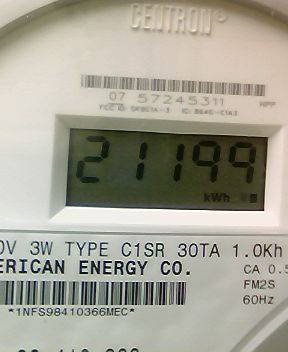 CENTRON®
07 57245311 NPP
21199
kWh
0V 3W TYPE C1SR 30TA 1.0Kh
ERICAN ENERGY CO. CA 0.5
FM2S
*1NFS98410366MEC* 60Hz